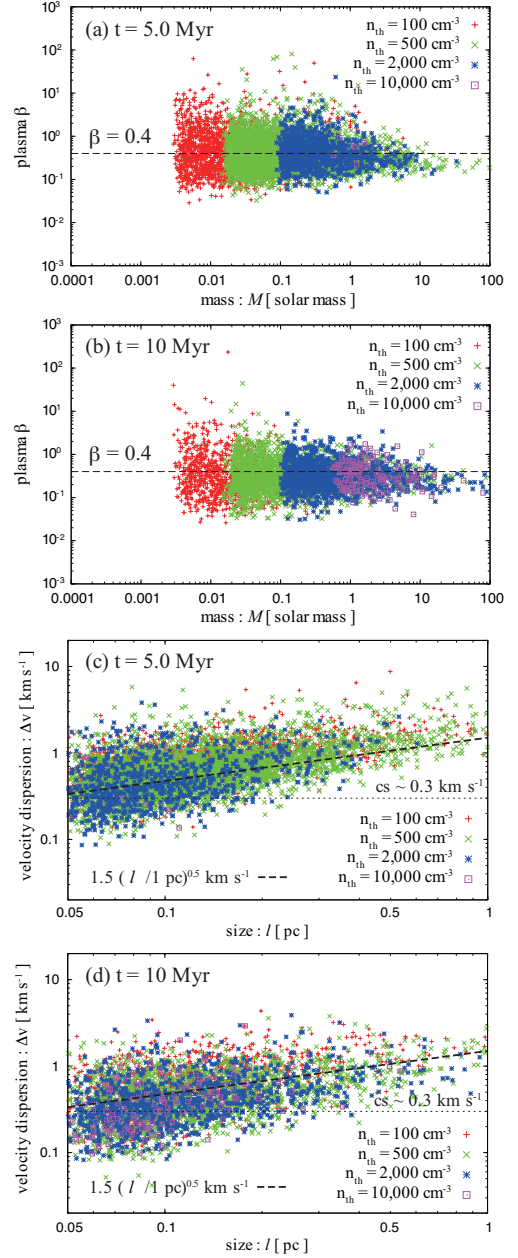 (a) t = 5.0 Myr
n_th = 100 cm⁻³
n_th = 500 cm⁻³
n_th = 2,000 cm⁻³
n_th = 10,000 cm⁻³
β = 0.4
plasma β
10³
10²
10¹
10⁰
10⁻¹
10⁻²
10⁻³
0.0001 0.001 0.01 0.1 1 10 100
mass : M [ solar mass ]
(b) t = 10 Myr
n_th = 100 cm⁻³
n_th = 500 cm⁻³
n_th = 2,000 cm⁻³
n_th = 10,000 cm⁻³
β = 0.4
plasma β
10³
10²
10¹
10⁰
10⁻¹
10⁻²
10⁻³
0.0001 0.001 0.01 0.1 1 10 100
mass : M [ solar mass ]
(c) t = 5.0 Myr
velocity dispersion : Δv [ km s⁻¹ ]
10
1
0.1
cs ~ 0.3 km s⁻¹
n_th = 100 cm⁻³
n_th = 500 cm⁻³
n_th = 2,000 cm⁻³
n_th = 10,000 cm⁻³
1.5 ( l /1 pc)^0.5 km s⁻¹
0.05 0.1 0.5 1
size : l [ pc ]
(d) t = 10 Myr
velocity dispersion : Δv [ km s⁻¹ ]
10
1
0.1
cs ~ 0.3 km s⁻¹
n_th = 100 cm⁻³
n_th = 500 cm⁻³
n_th = 2,000 cm⁻³
n_th = 10,000 cm⁻³
1.5 ( l /1 pc)^0.5 km s⁻¹
0.05 0.1 0.5 1
size : l [ pc ]